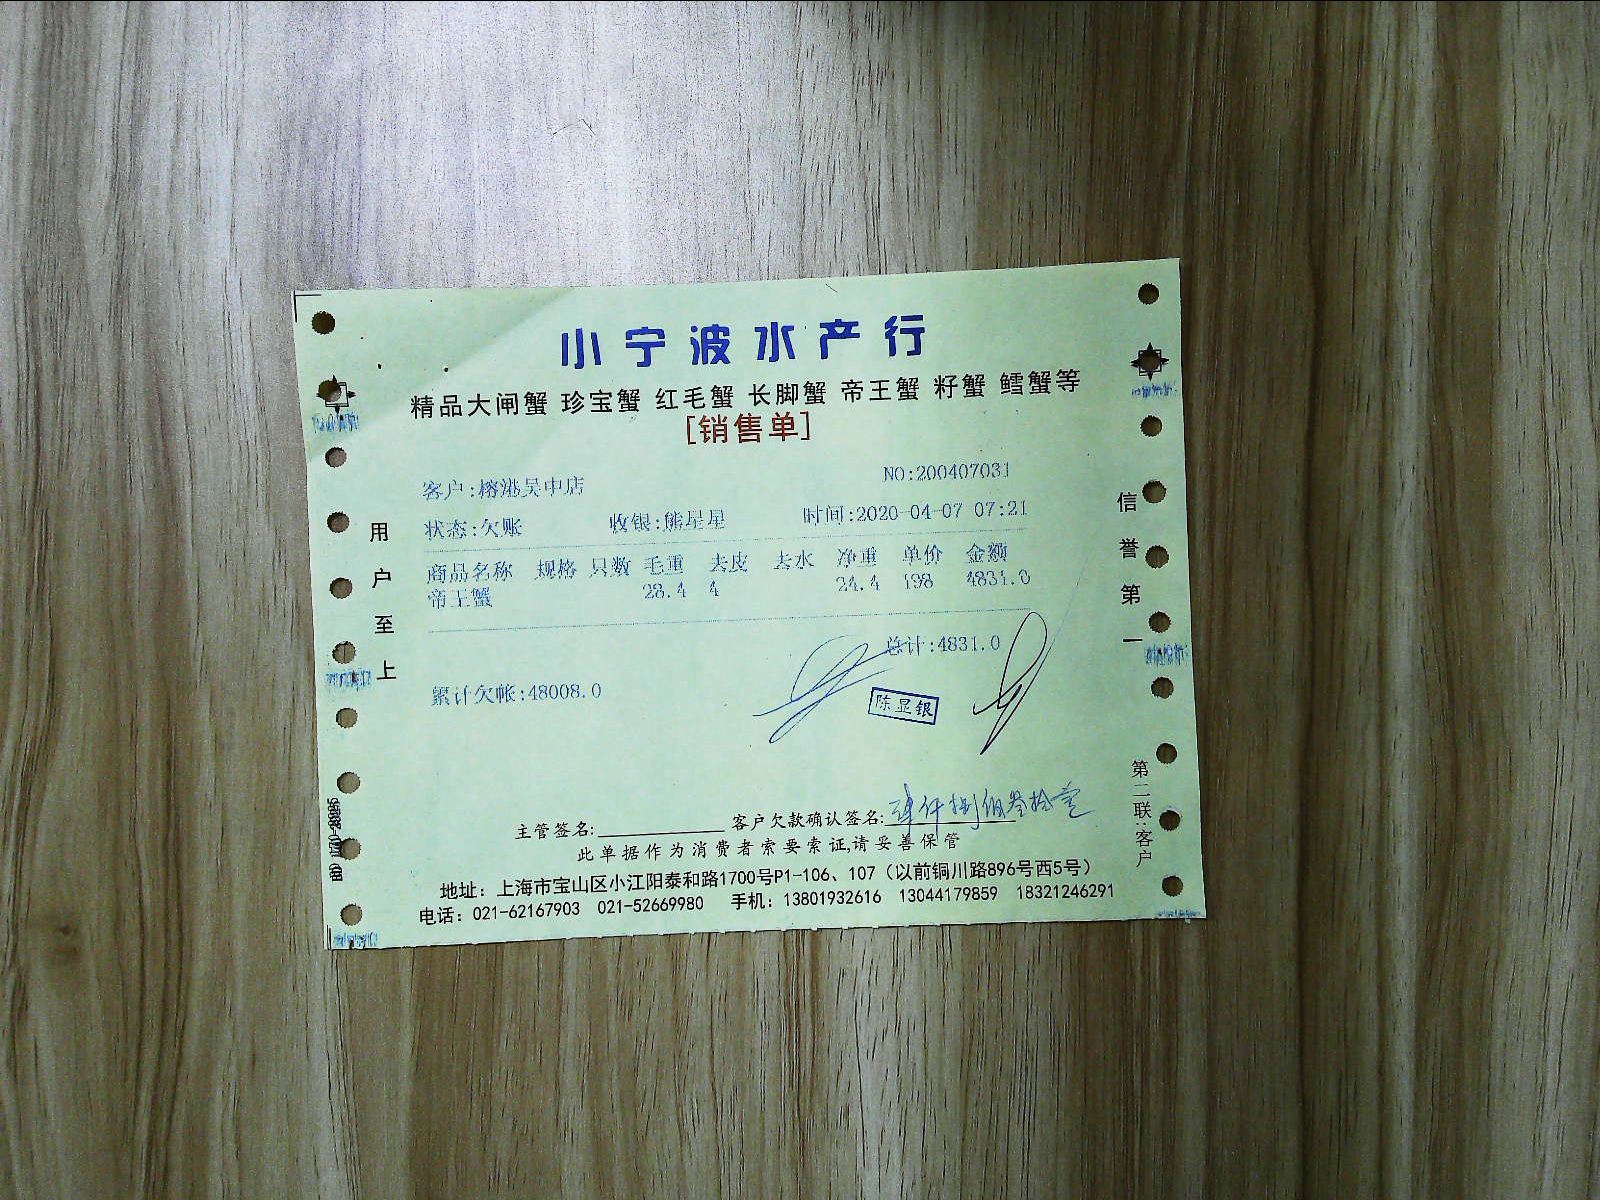 小宁波水产行
精品大闸蟹 珍宝蟹 红毛蟹 长脚蟹 帝王蟹 籽蟹 鳕蟹等
[销售单]
NO:200407031
客户:榕港吴中店
状态:欠账 收银:熊星星 时间:2020-04-07 07:21
商品名称 规格 只数 毛重 去皮 去水 净重 单价 金额
帝王蟹 28.4 4 24.4 198 4831.0
总计:4831.0
累计欠帐:48008.0
陈显银
主管签名: 客户欠款确认签名:肆仟捌佰叁拾壹
此单据作为消费者索要索证,请妥善保管
地址：上海市宝山区小江阳泰和路1700号P1-106、107（以前铜川路896号西5号）
电话：021-62167903 021-52669980 手机：13801932616 13044179859 18321246291
用户至上
信誉第一
第二联:客户